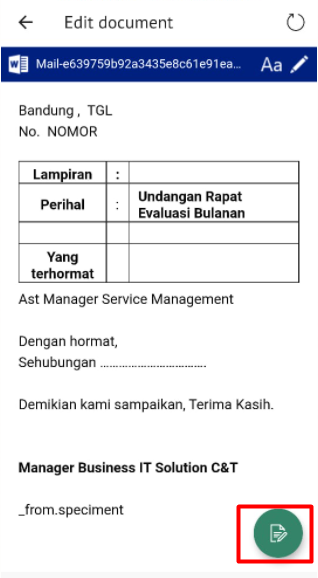 Edit document
Mail-e639759b92a3435e8c61e91ea... Aa
Bandung , TGL
No. NOMOR
Lampiran :
Perihal : Undangan Rapat
Evaluasi Bulanan
Yang
terhormat
Ast Manager Service Management
Dengan hormat,
Sehubungan ....................................
Demikian kami sampaikan, Terima Kasih.
Manager Business IT Solution C&T
_from.speciment